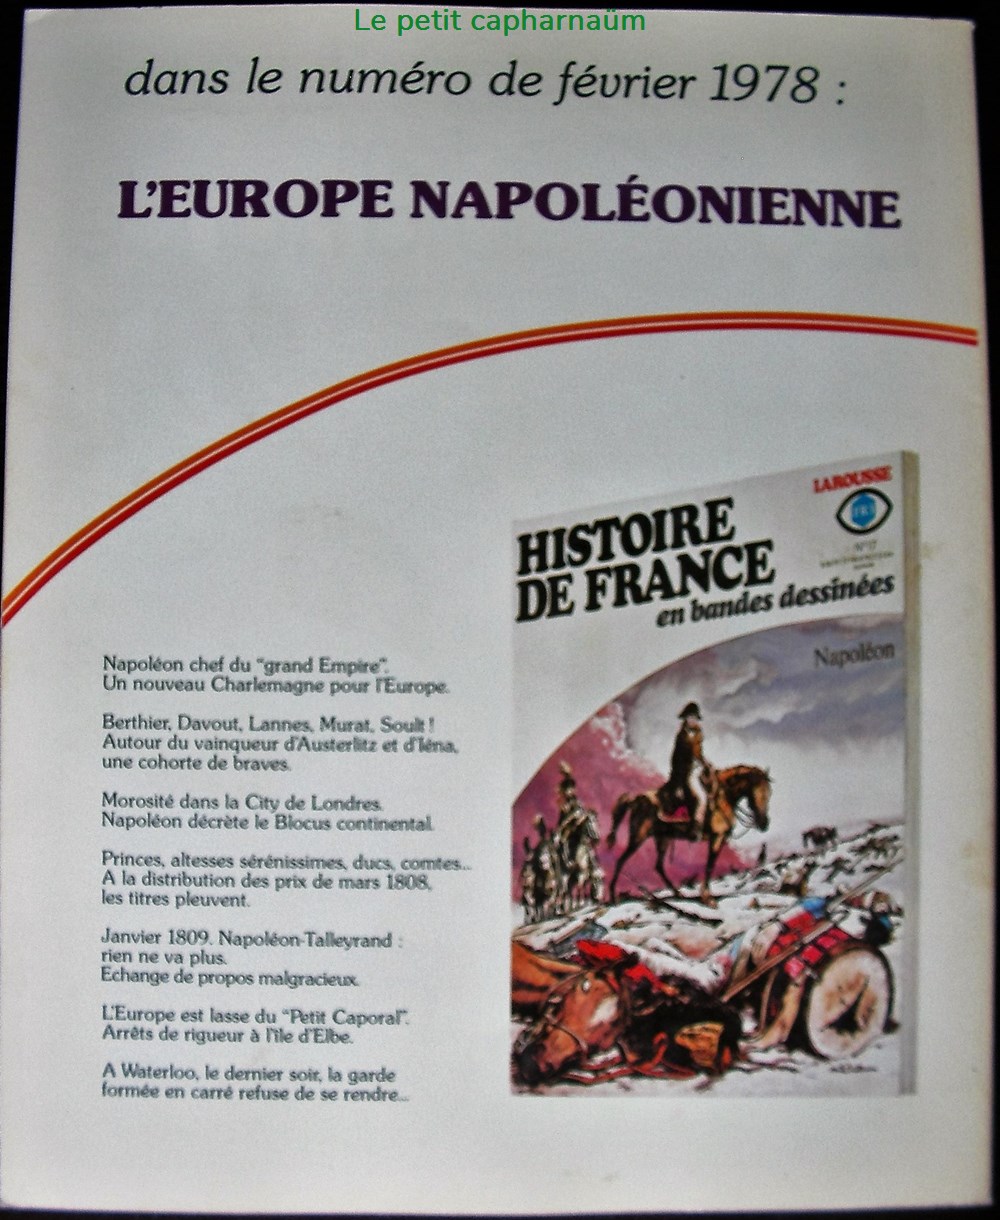 Le petit capharnaüm
dans le numéro de février 1978 :
L'EUROPE NAPOLÉONIENNE
LAROUSSE
FR3
N°17
HISTOIRE
DE FRANCE
en bandes dessinées
Napoléon
Napoléon chef du "grand Empire".
Un nouveau Charlemagne pour l'Europe.
Berthier, Davout, Lannes, Murat, Soult !
Autour du vainqueur d'Austerlitz et d'Iéna,
une cohorte de braves.
Morosité dans la City de Londres.
Napoléon décrète le Blocus continental.
Princes, altesses sérénissimes, ducs, comtes...
A la distribution des prix de mars 1808,
les titres pleuvent.
Janvier 1809. Napoléon-Talleyrand :
rien ne va plus.
Echange de propos malgracieux.
L'Europe est lasse du "Petit Caporal".
Arrêts de rigueur à l'île d'Elbe.
A Waterloo, le dernier soir, la garde
formée en carré refuse de se rendre...